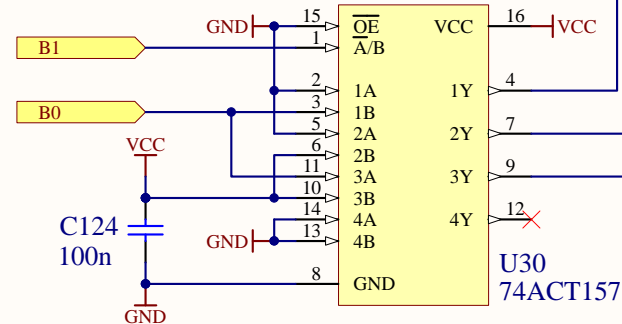 GND 15 OE VCC 16 VCC
B1 1 A/B
2 1A 1Y 4
B0 3 1B
5 2A 2Y 7
VCC 6 2B
11 3A 3Y 9
10 3B
C124 14 4A 4Y 12
100n GND 13 4B
8 GND U30
GND 74ACT157